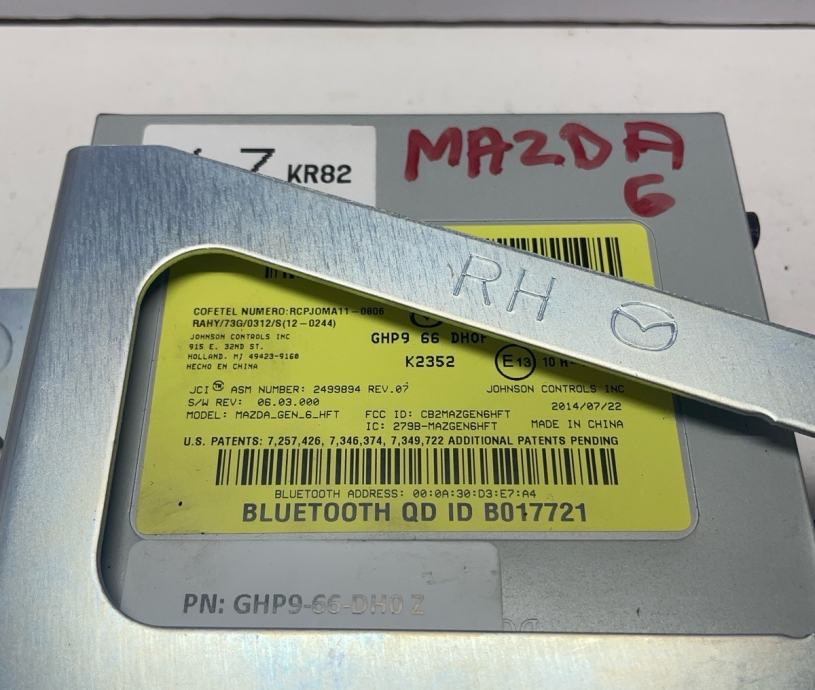 Z KR82
MAZDA
6
RH
COFETEL NUMERO:RCPJOMA11-0806
RAHY/73G/0312/S(12-0244)
JOHNSON CONTROLS INC
915 E. 32ND ST.
HOLLAND. MJ 49423-9160
HECHO EN CHINA
GHP9 66 DH0
K2352
E13 10 R-
JCI™ ASM NUMBER: 2499894 REV.07
JOHNSON CONTROLS INC
S/W REV: 06.03.000
2014/07/22
MODEL: MAZDA_GEN_6_HFT
FCC ID: CB2MAZGEN6HFT
IC: 279B-MAZGEN6HFT
MADE IN CHINA
U.S. PATENTS: 7,257,426, 7,346,374, 7,349,722 ADDITIONAL PATENTS PENDING
BLUETOOTH ADDRESS: 00:0A:30:D3:E7:A4
BLUETOOTH QD ID B017721
PN: GHP9-66-DH0 Z